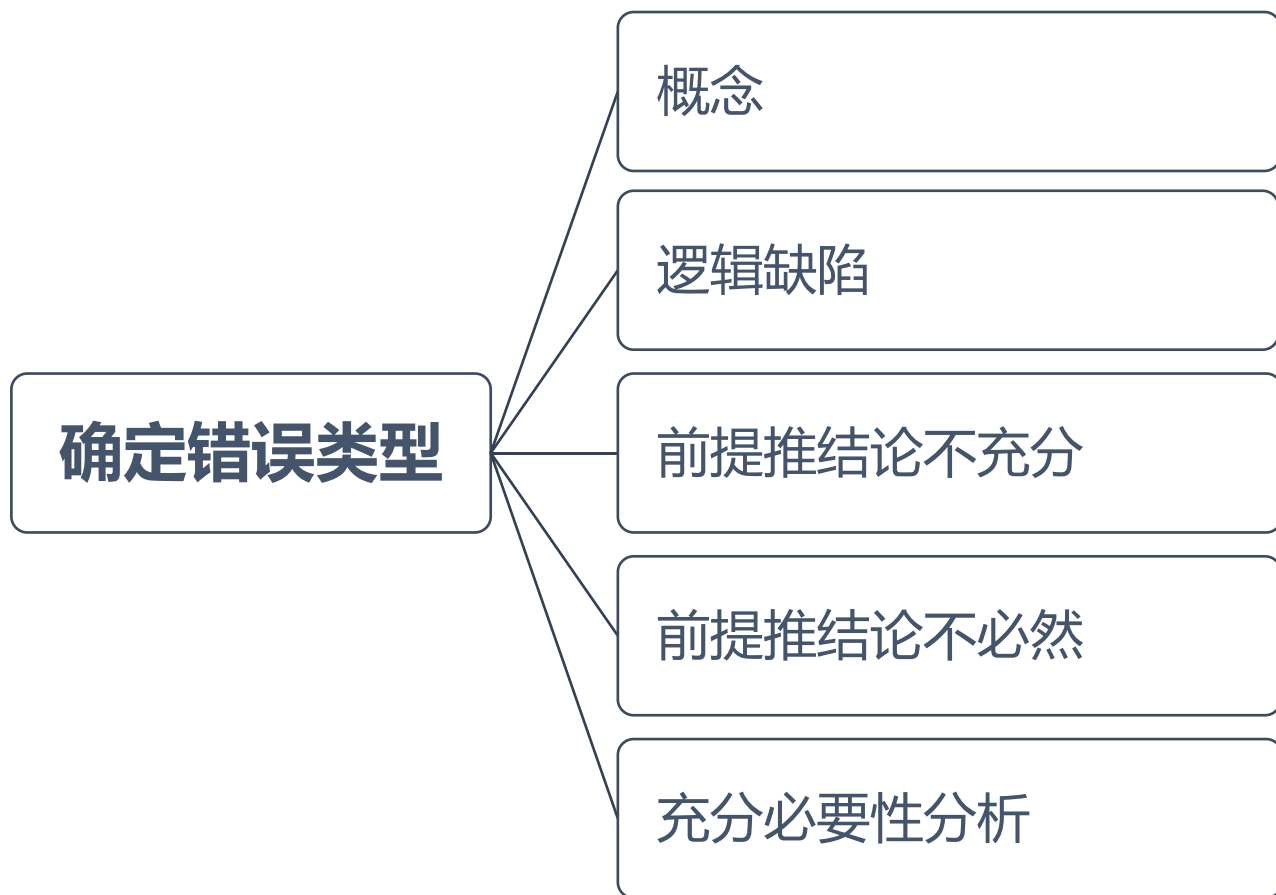 确定错误类型
概念
逻辑缺陷
前提推结论不充分
前提推结论不必然
充分必要性分析